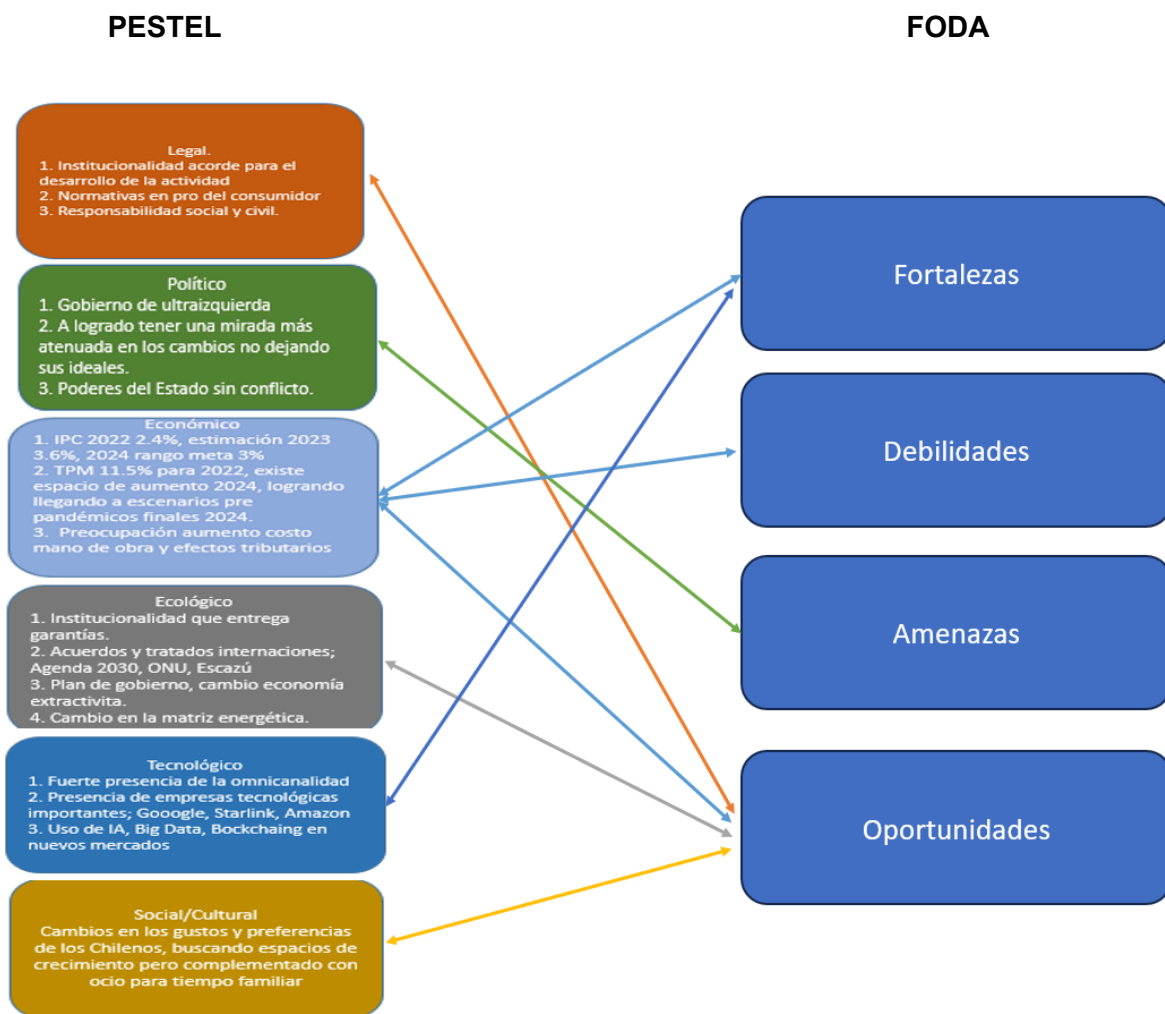 PESTEL
FODA
Legal.
1. Institucionalidad acorde para el
desarrollo de la actividad
2. Normativas en pro del consumidor
3. Responsabilidad social y civil.
Político
1. Gobierno de ultraizquierda
2. A logrado tener una mirada más
atenuada en los cambios no dejando
sus ideales.
3. Poderes del Estado sin conflicto.
Económico
1. IPC 2022 2.4%, estimación 2023
3.6%, 2024 rango meta 3%
2. TPM 11.5% para 2022, existe
espacio de aumento 2024, logrando
llegando a escenarios pre
pandémicos finales 2024.
3. Preocupación aumento costo
mano de obra y efectos tributarios
Ecológico
1. Institucionalidad que entrega
garantías.
2. Acuerdos y tratados internaciones;
Agenda 2030, ONU, Escazú
3. Plan de gobierno, cambio economía
extractivita.
4. Cambio en la matriz energética.
Tecnológico
1. Fuerte presencia de la omnicanalidad
2. Presencia de empresas tecnológicas
importantes; Gooogle, Starlink, Amazon
3. Uso de IA, Big Data, Bockchaing en
nuevos mercados
Social/Cultural
Cambios en los gustos y preferencias
de los Chilenos, buscando espacios de
crecimiento pero complementado con
ocio para tiempo familiar
Fortalezas
Debilidades
Amenazas
Oportunidades